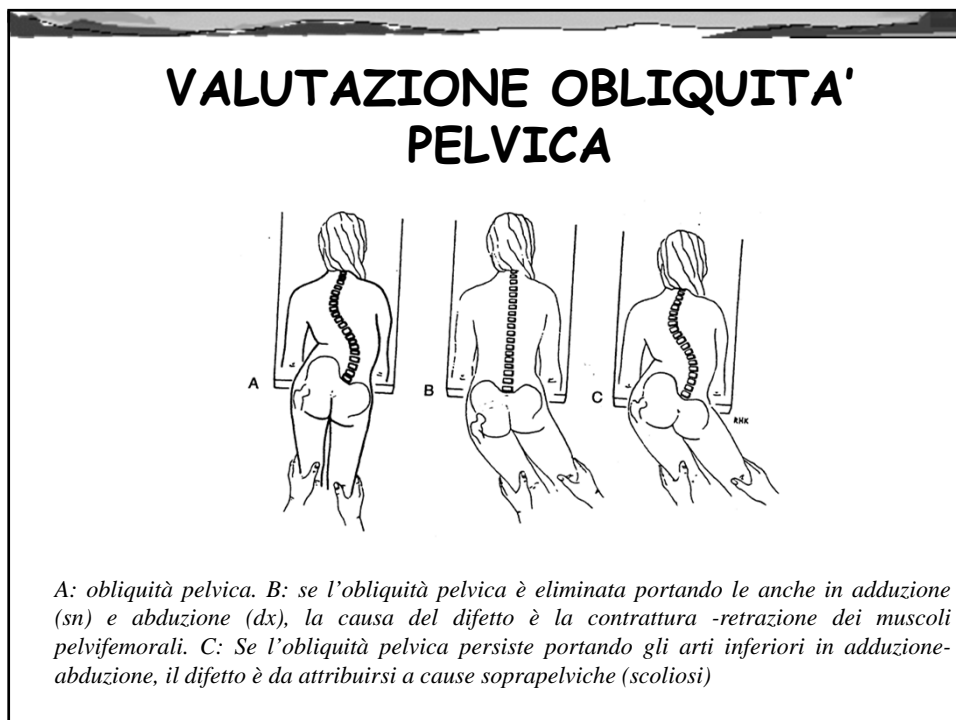 VALUTAZIONE OBLIQUITA'
PELVICA
A
B
C
RHK
A: obliquità pelvica. B: se l'obliquità pelvica è eliminata portando le anche in adduzione
(sn) e abduzione (dx), la causa del difetto è la contrattura -retrazione dei muscoli
pelvifemorali. C: Se l'obliquità pelvica persiste portando gli arti inferiori in adduzione-
abduzione, il difetto è da attribuirsi a cause soprapelviche (scoliosi)